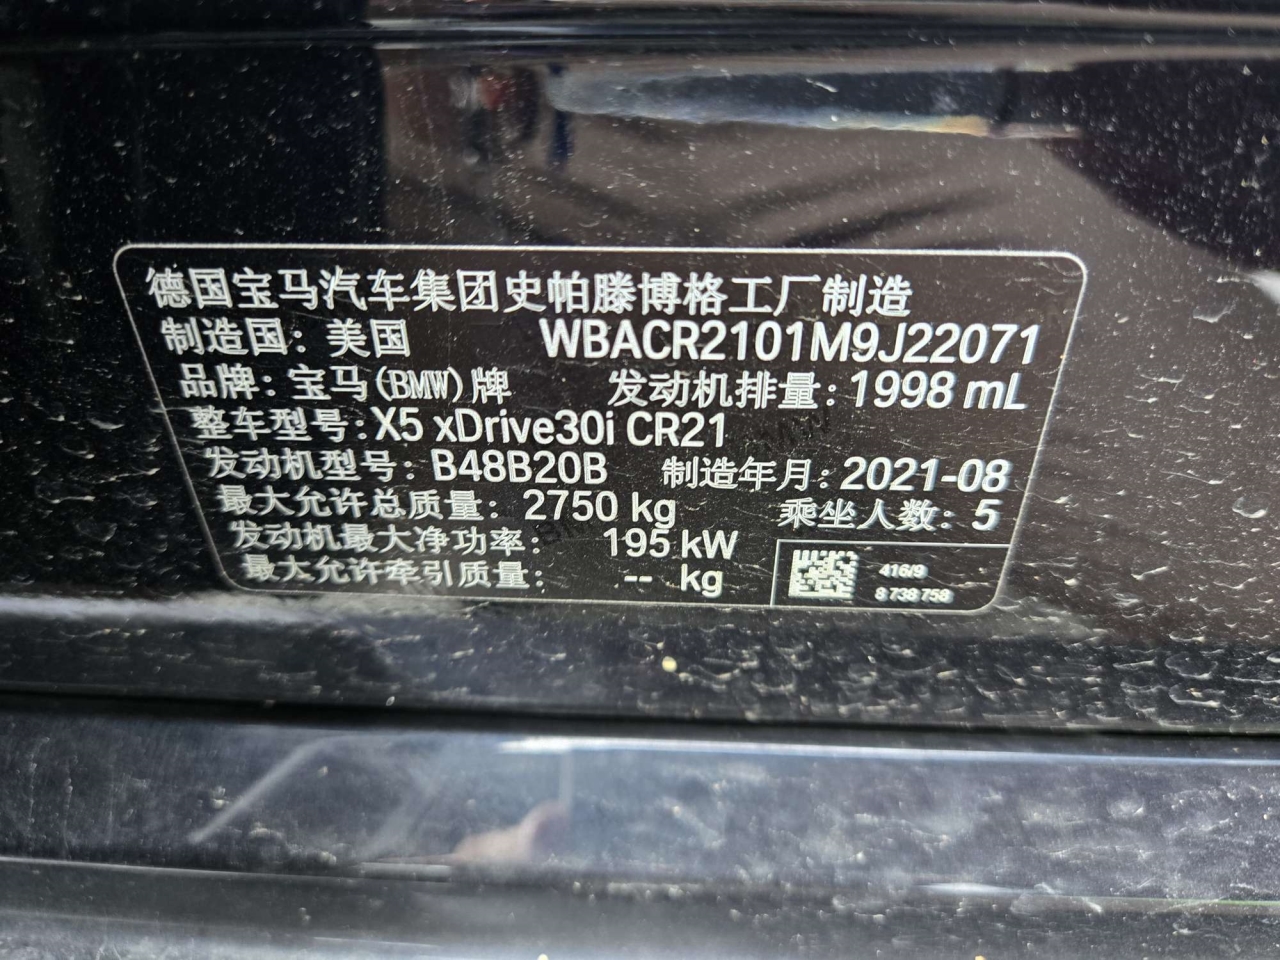 德国宝马汽车集团史帕滕博格工厂制造
制造国：美国 WBACR2101M9J22071
品牌：宝马(BMW)牌 发动机排量：1998 mL
整车型号：X5 xDrive30i CR21
发动机型号：B48B20B 制造年月：2021-08
最大允许总质量：2750 kg 乘坐人数：5
发动机最大净功率：195 kW
最大允许牵引质量：-- kg
416/9
8 738 758